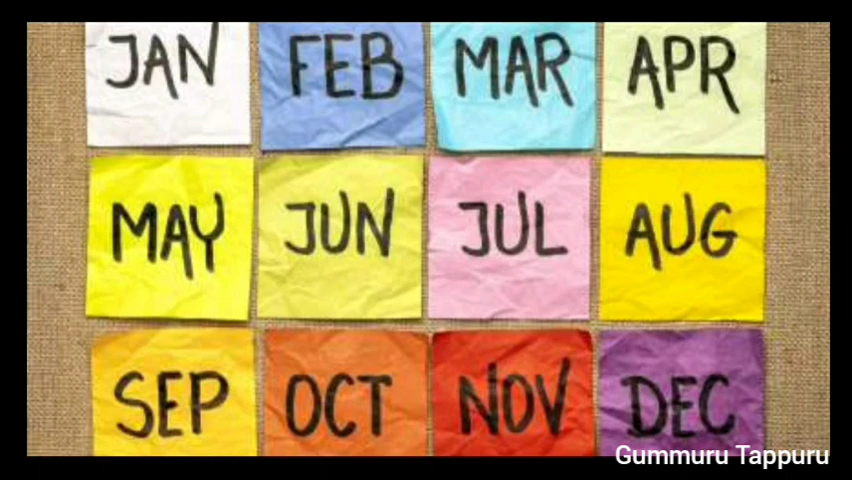 JAN FEB MAR APR
MAY JUN JUL AUG
SEP OCT NOV DEC
Gummuru Tappuru